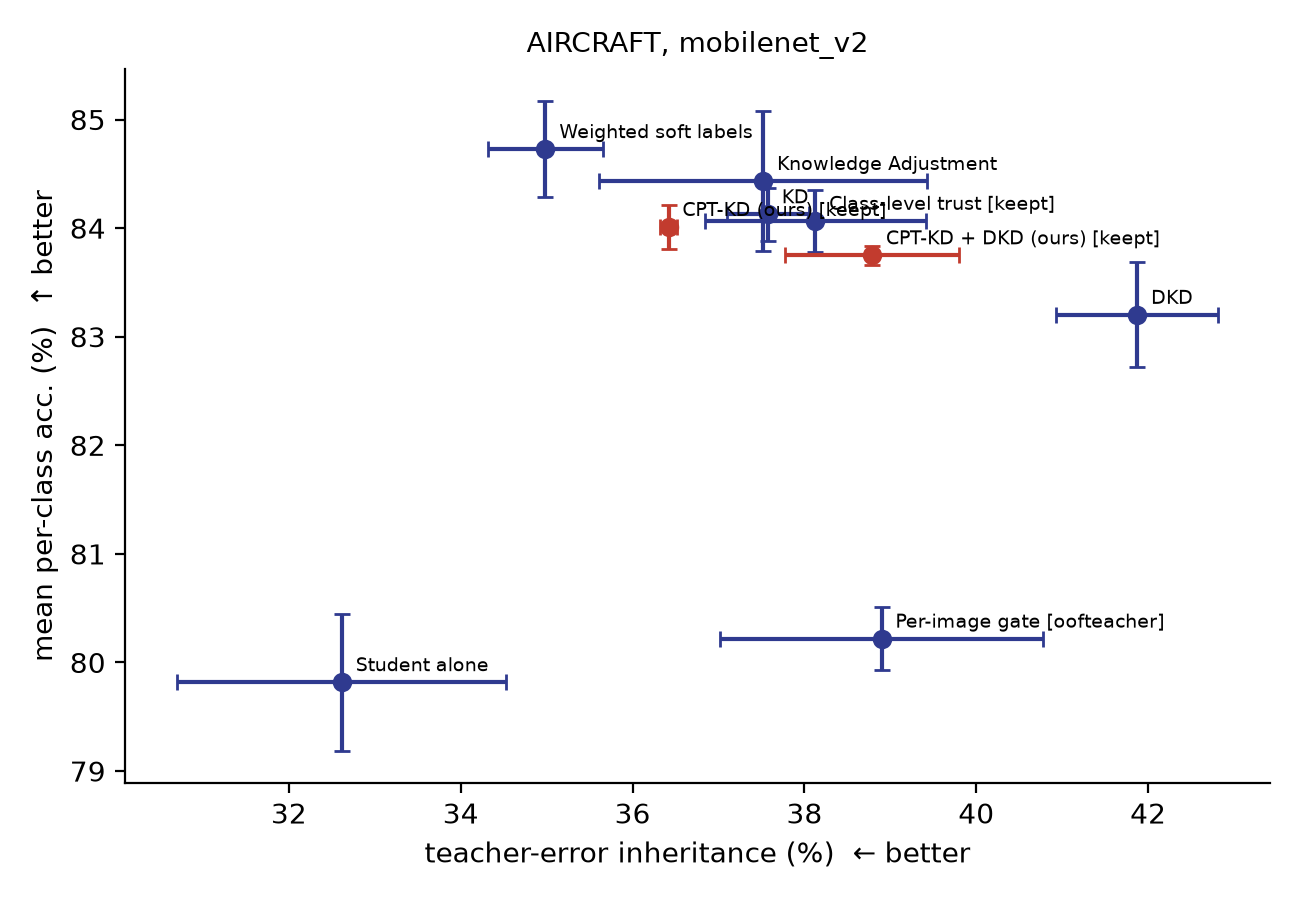 AIRCRAFT, mobilenet_v2
mean per-class acc. (%) ↑ better
85
84
83
82
81
80
79
Weighted soft labels
Knowledge Adjustment
KD
Class-level trust [keept]
CPT-KD (ours) [keept]
CPT-KD + DKD (ours) [keept]
DKD
Per-image gate [oofteacher]
Student alone
32 34 36 38 40 42
teacher-error inheritance (%) ← better